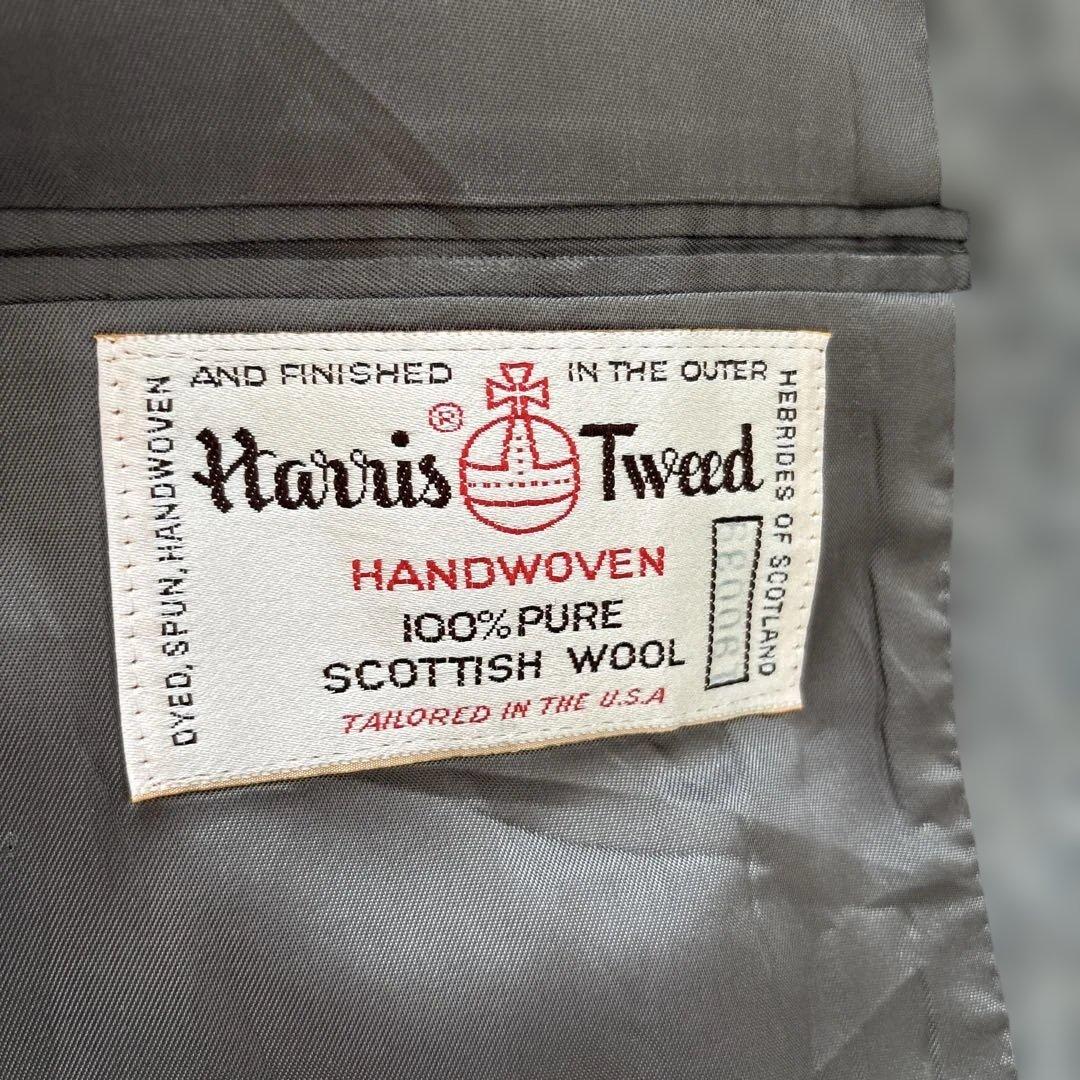 DYED, SPUN, HANDWOVEN
AND FINISHED
IN THE OUTER
HEBRIDES OF SCOTLAND
Harris ® Tweed
HANDWOVEN
100% PURE
SCOTTISH WOOL
TAILORED IN THE U.S.A